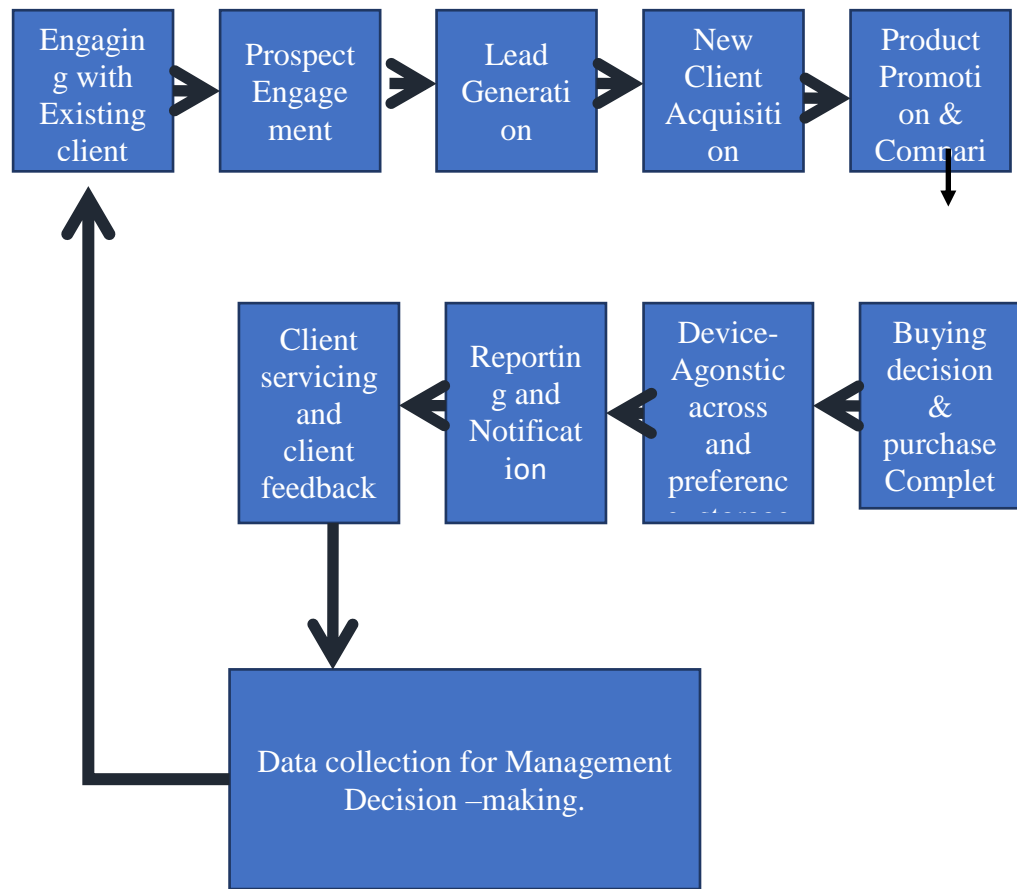 Engagin
g with
Existing
client
Prospect
Engage
ment
Lead
Generati
on
New
Client
Acquisiti
on
Product
Promoti
on &
Compari
Client
servicing
and
client
feedback
Reportin
g and
Notificat
ion
Device-
Agonstic
across
and
preferenc
Buying
decision
&
purchase
Complet
Data collection for Management
Decision –making.